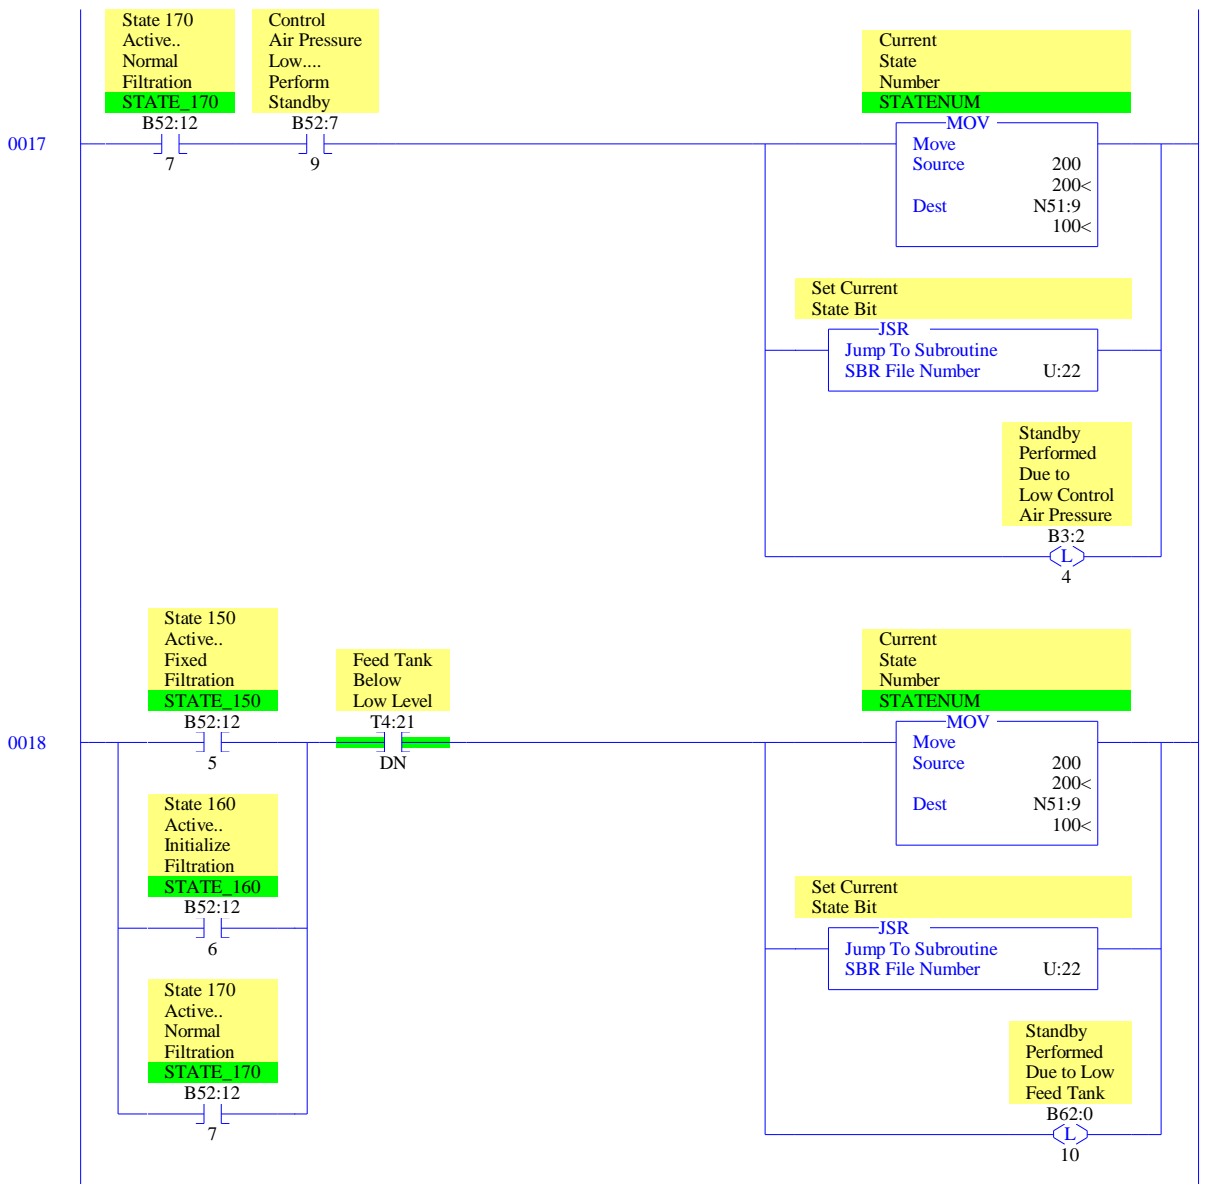 State 170
Active..
Normal
Filtration
STATE_170
B52:12
7
Control
Air Pressure
Low....
Perform
Standby
B52:7
9
Current
State
Number
STATENUM
0017
MOV
Move
Source 200
200<
Dest N51:9
100<
Set Current
State Bit
JSR
Jump To Subroutine
SBR File Number U:22
Standby
Performed
Due to
Low Control
Air Pressure
B3:2
L
4
State 150
Active..
Fixed
Filtration
STATE_150
B52:12
5
Feed Tank
Below
Low Level
T4:21
DN
Current
State
Number
STATENUM
0018
MOV
Move
Source 200
200<
Dest N51:9
100<
State 160
Active..
Initialize
Filtration
STATE_160
B52:12
6
Set Current
State Bit
JSR
Jump To Subroutine
SBR File Number U:22
State 170
Active..
Normal
Filtration
STATE_170
B52:12
7
Standby
Performed
Due to Low
Feed Tank
B62:0
L
10